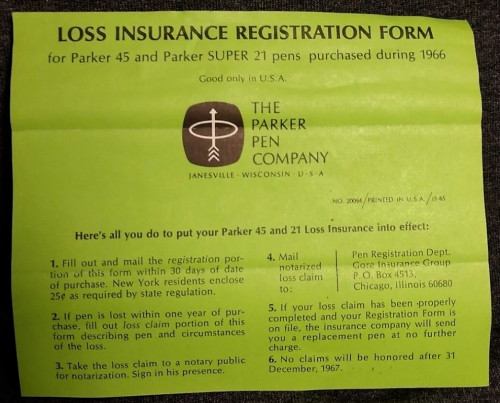 LOSS INSURANCE REGISTRATION FORM
for Parker 45 and Parker SUPER 21 pens purchased during 1966
Good only in U.S.A.
THE
PARKER
PEN
COMPANY
JANESVILLE - WISCONSIN - U - S - A
NO. 20094/PRINTED IN U.S.A./
Here's all you do to put your Parker 45 and 21 Loss Insurance into effect:
1. Fill out and mail the registration por-
tion of this form within 30 days of date
of purchase. New York residents enclose
25¢ as required by state regulation.
2. If pen is lost within one year of pur-
chase, fill out loss claim portion of this
form describing pen and circumstances
of the loss.
3. Take the loss claim to a notary public
for notarization. Sign in his presence.
4. Mail
notarized
loss claim
to:
Pen Registration Dept.
Gore Insurance Group
P.O. Box 4513,
Chicago, Illinois 60680
5. If your loss claim has been properly
completed and your Registration Form is
on file, the insurance company will send
you a replacement pen at no further
charge.
6. No claims will be honored after 31
December, 1967.